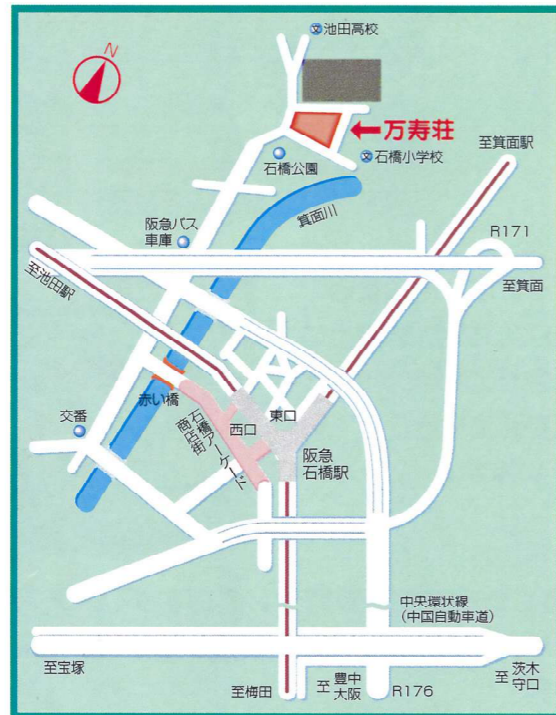 池田高校
N
万寿荘
石橋小学校
石橋公園
至箕面駅
箕面川
阪急バス
車庫
R171
至池田駅
至箕面
赤い橋
東口
西口
石橋アーケード
商店街
交番
阪急
石橋駅
中央環状線
(中国自動車道)
至宝塚
至梅田
至
豊中
大阪
R176
至
茨木
守口